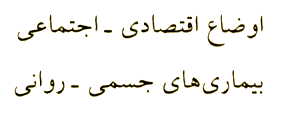 اوضاع اقتصادی ـ اجتماعی
بیماری‌های جسمی ـ روانی